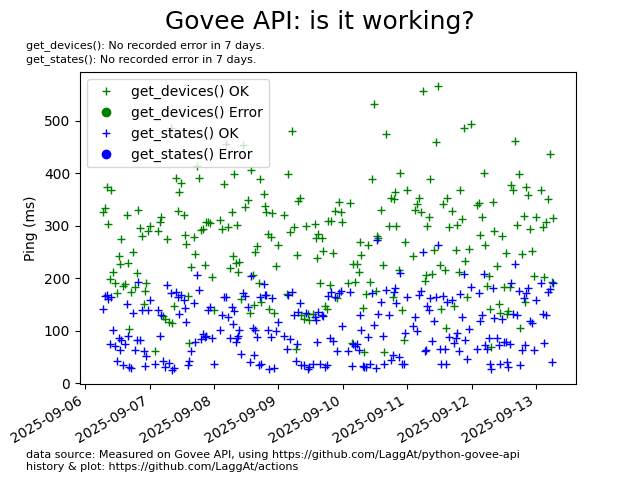 Govee API: is it working?
get_devices(): No recorded error in 7 days.
get_states(): No recorded error in 7 days.
get_devices() OK
get_devices() Error
get_states() OK
get_states() Error
Ping (ms)
500
400
300
200
100
0
2025-09-06
2025-09-07
2025-09-08
2025-09-09
2025-09-10
2025-09-11
2025-09-12
2025-09-13
data source: Measured on Govee API, using https://github.com/LaggAt/python-govee-api
history & plot: https://github.com/LaggAt/actions